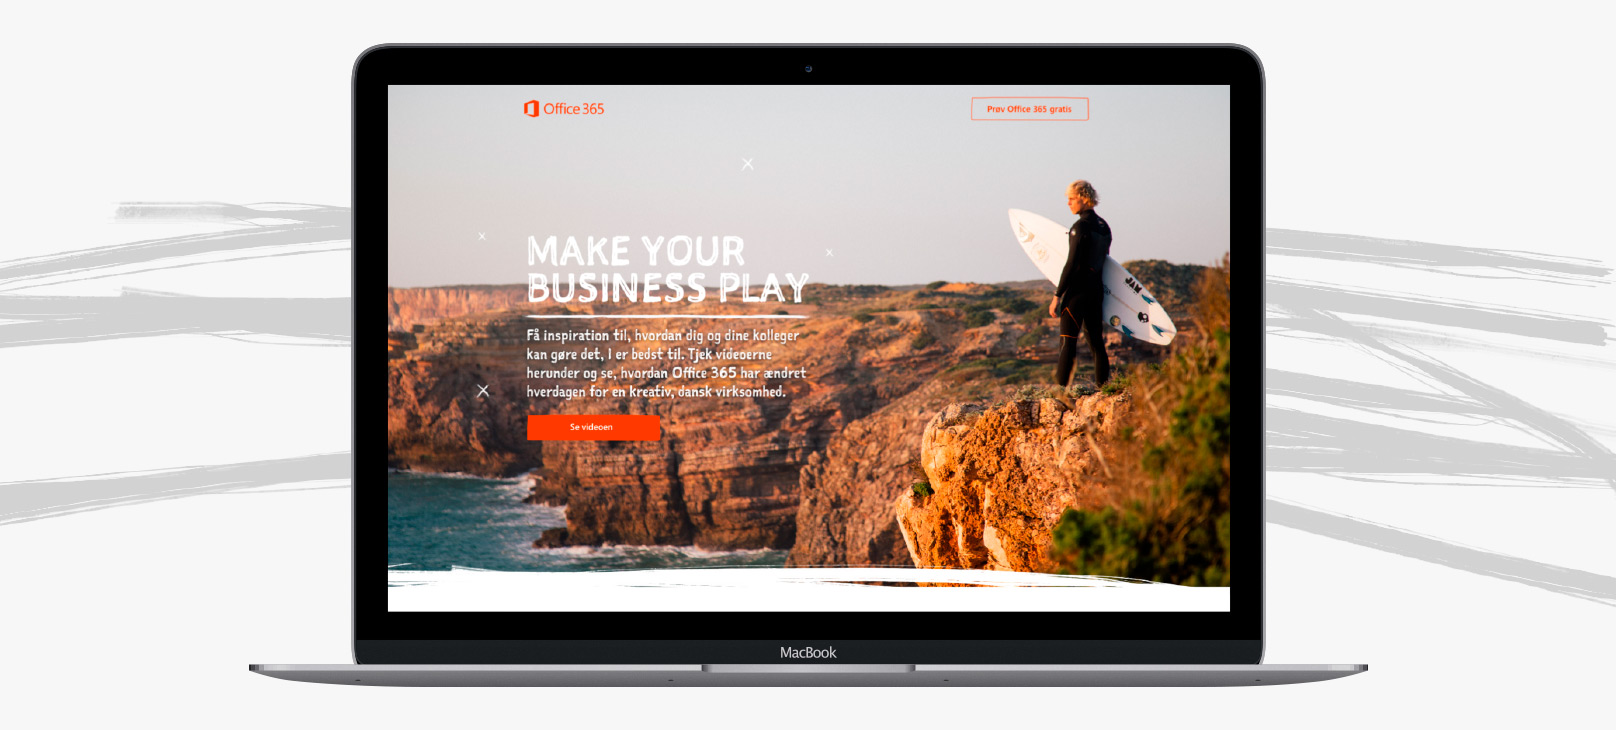 Office 365
Prøv Office 365 gratis
MAKE YOUR
BUSINESS PLAY
Få inspiration til, hvordan dig og dine kolleger
kan gøre det, I er bedst til. Tjek videoerne
herunder og se, hvordan Office 365 har ændret
hverdagen for en kreativ, dansk virksomhed.
Se videoen
JAM
MacBook